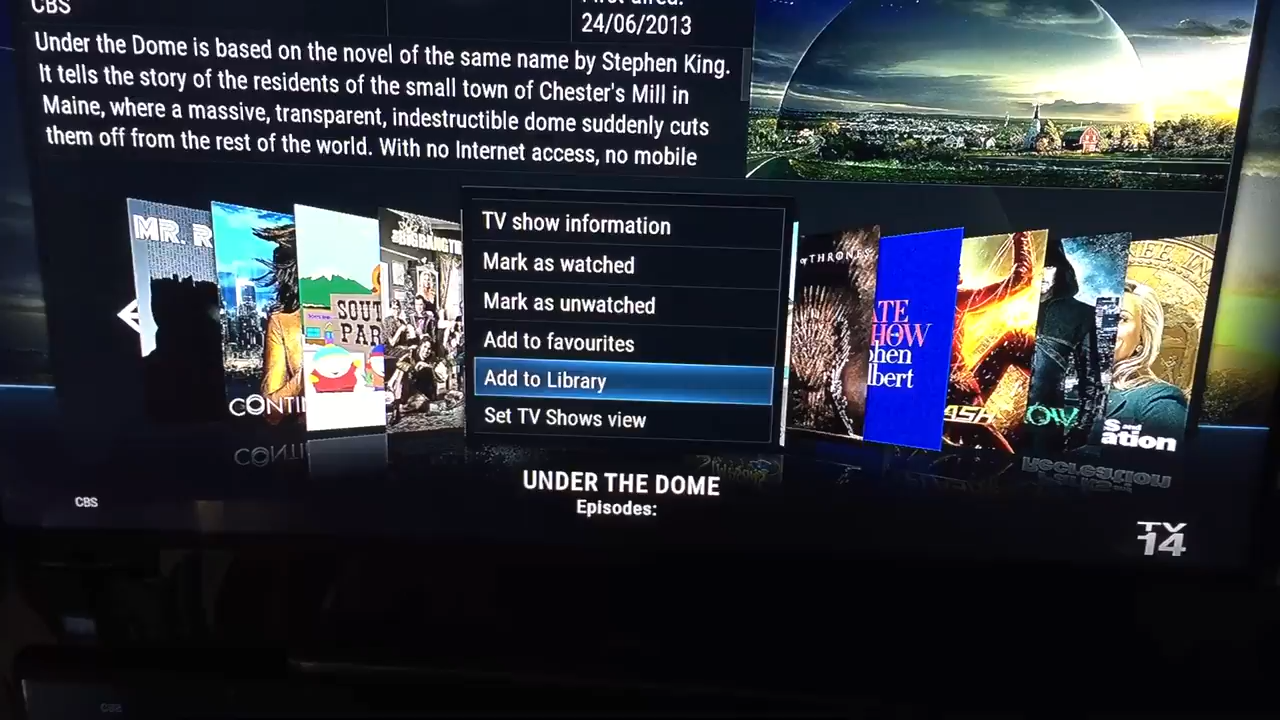 CBS
24/06/2013
Under the Dome is based on the novel of the same name by Stephen King.
It tells the story of the residents of the small town of Chester's Mill in
Maine, where a massive, transparent, indestructible dome suddenly cuts
them off from the rest of the world. With no Internet access, no mobile
TV show information
Mark as watched
Mark as unwatched
Add to favourites
Add to Library
Set TV Shows view
MR. R
CONTI
SOUT
PAR
#BIGBANGTH
OF THRONES
ATE
HOW
phen
lbert
ASH
OW
S and
ation
UNDER THE DOME
Episodes:
CBS
TV
14